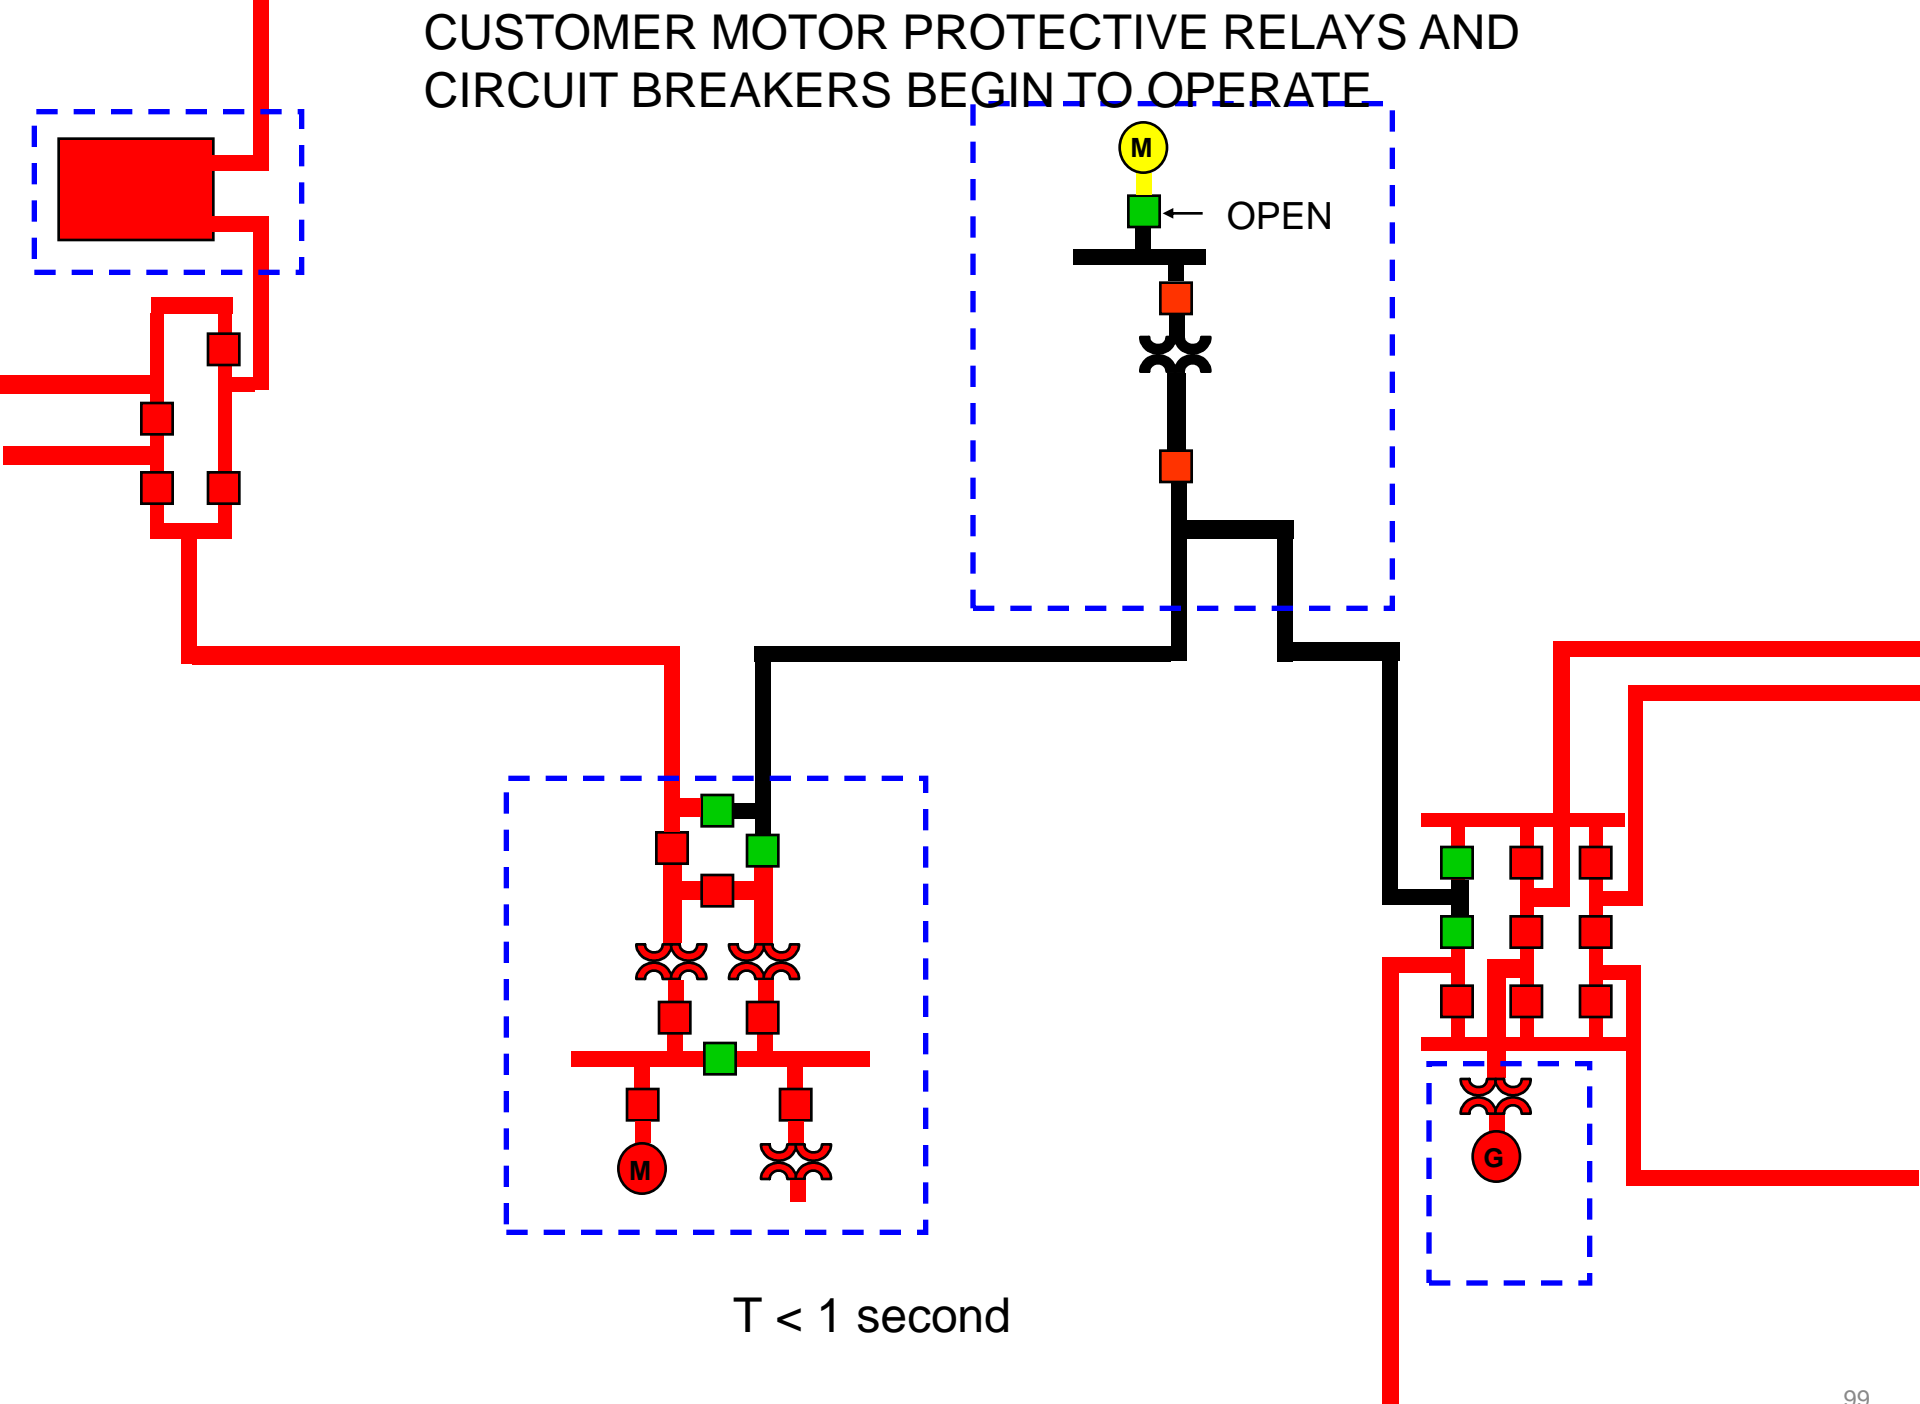 CUSTOMER MOTOR PROTECTIVE RELAYS AND
CIRCUIT BREAKERS BEGIN TO OPERATE
M
OPEN
M
G
T < 1 second
99